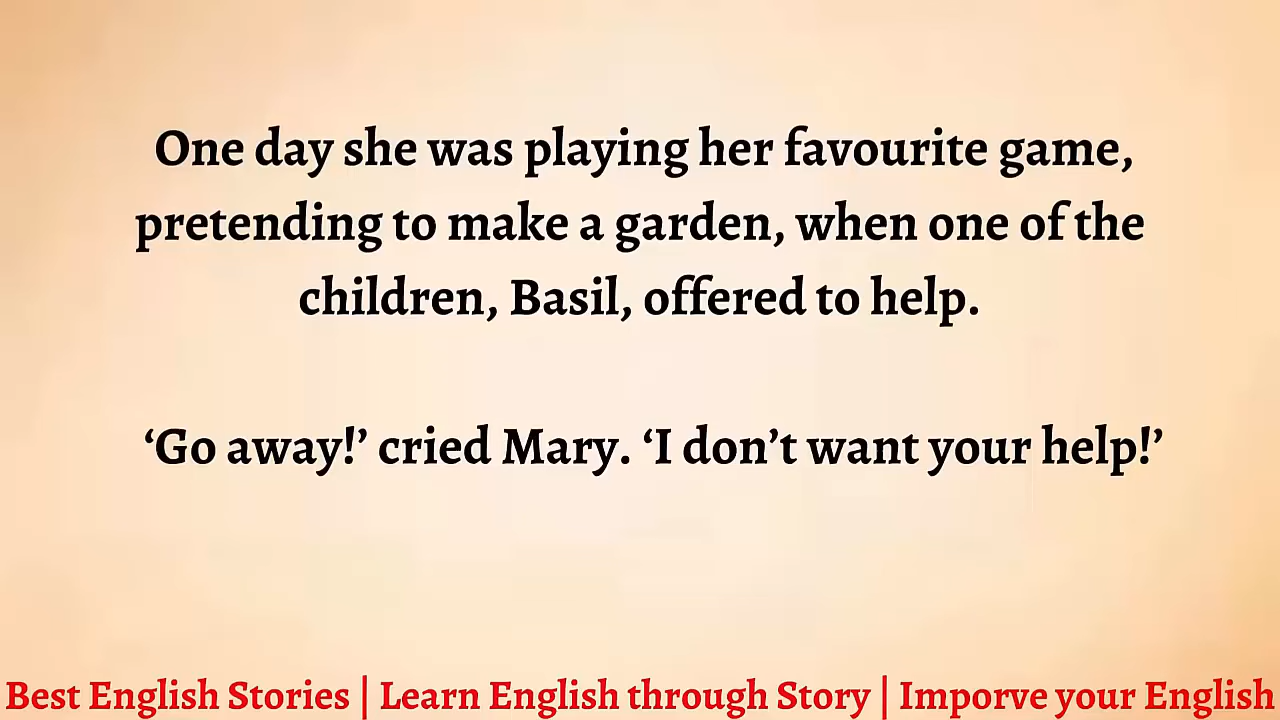 One day she was playing her favourite game,
pretending to make a garden, when one of the
children, Basil, offered to help.
‘Go away!’ cried Mary. ‘I don’t want your help!’
Best English Stories | Learn English through Story | Imporve your English